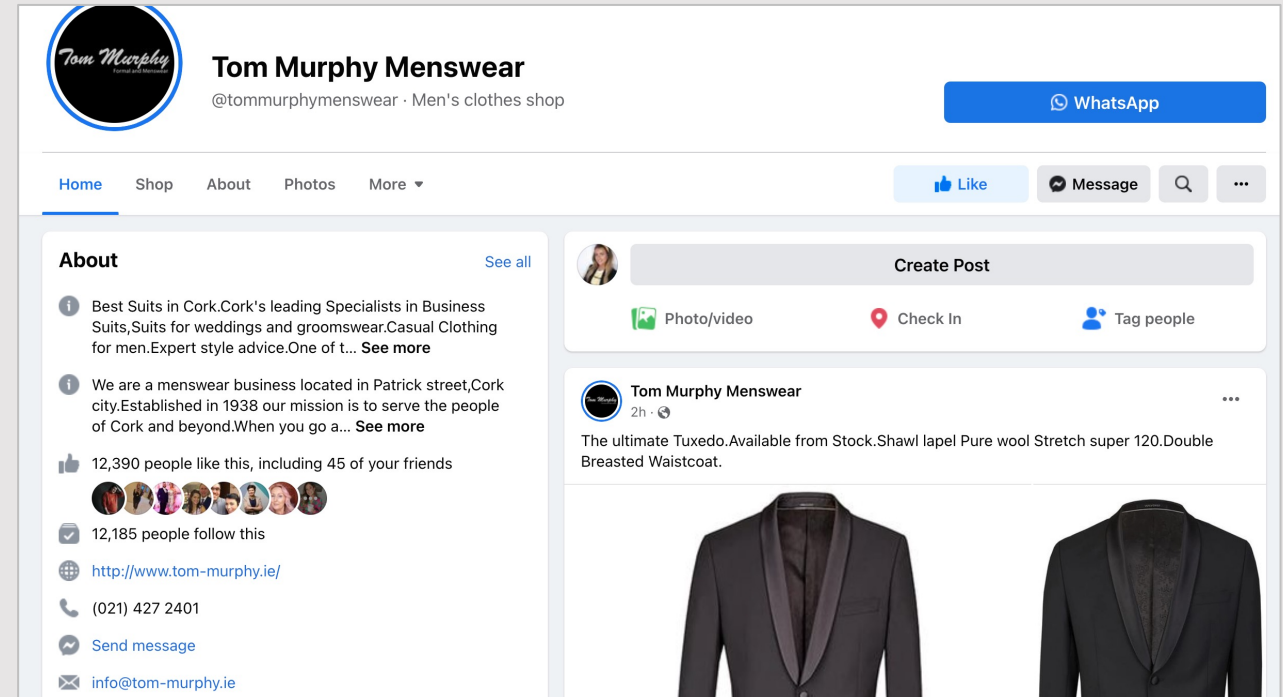 Tom Murphy
Formal and Menswear
Tom Murphy Menswear
@tommurphymenswear · Men's clothes shop
WhatsApp
Home
Shop
About
Photos
More
Like
Message
About
See all
Best Suits in Cork.Cork's leading Specialists in Business
Suits,Suits for weddings and groomswear.Casual Clothing
for men.Expert style advice.One of t... See more
We are a menswear business located in Patrick street,Cork
city.Established in 1938 our mission is to serve the people
of Cork and beyond.When you go a... See more
12,390 people like this, including 45 of your friends
12,185 people follow this
http://www.tom-murphy.ie/
(021) 427 2401
Send message
info@tom-murphy.ie
Create Post
Photo/video
Check In
Tag people
Tom Murphy
Tom Murphy Menswear
2h ·
The ultimate Tuxedo.Available from Stock.Shawl lapel Pure wool Stretch super 120.Double
Breasted Waistcoat.